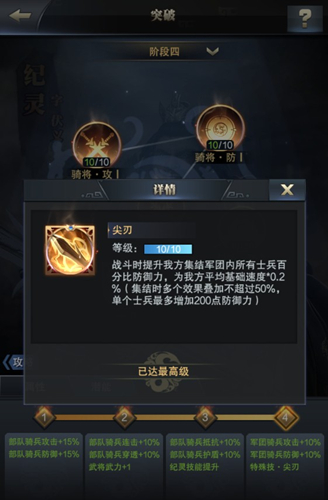 突破
?
阶段四
纪灵
10/10
10/10
骑将·攻Ⅰ
骑将·防Ⅰ
详情
尖刃
等级：
10/10
战斗时提升我方集结军团内所有士兵百
分比防御力，为我方平均基础速度*0.2
%（集结时多个效果叠加不超过50%，
单个士兵最多增加200点防御力）
攻
已达最高级
1
2
3
4
部队骑兵攻击+15%
部队骑兵防御+15%
部队骑兵连击+10%
部队骑兵穿遁+10%
武将武力+1
部队骑兵抵抗+10%
部队骑兵护盾+10%
纪灵技能提升
军团骑兵攻击+10%
军团骑兵防御+10%
特殊技·尖刃